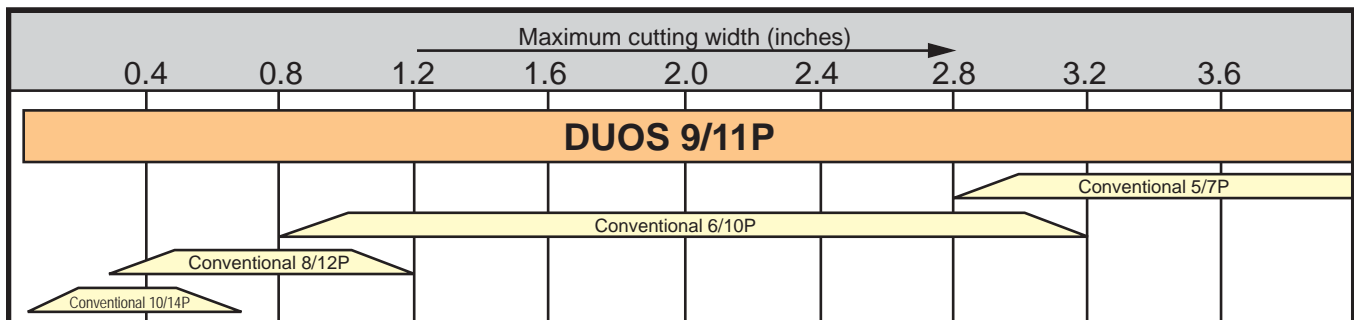 Maximum cutting width (inches)
0.4 0.8 1.2 1.6 2.0 2.4 2.8 3.2 3.6
DUOS 9/11P
Conventional 5/7P
Conventional 6/10P
Conventional 8/12P
Conventional 10/14P